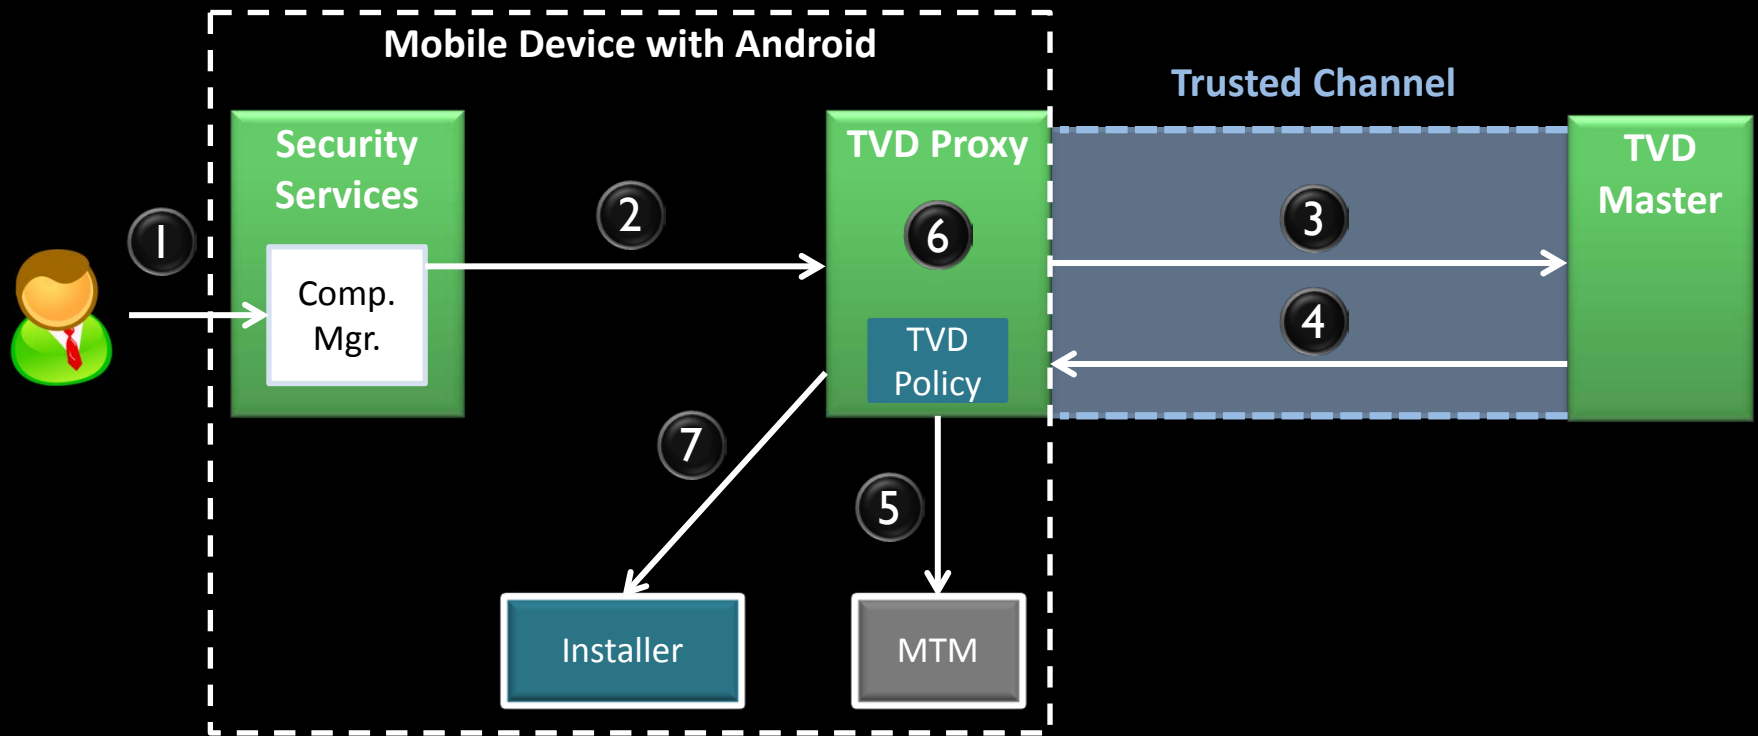 Mobile Device with Android
Trusted Channel
Security
Services
TVD Proxy
TVD
Master
1
2
6
3
Comp.
Mgr.
4
TVD
Policy
7
5
Installer
MTM